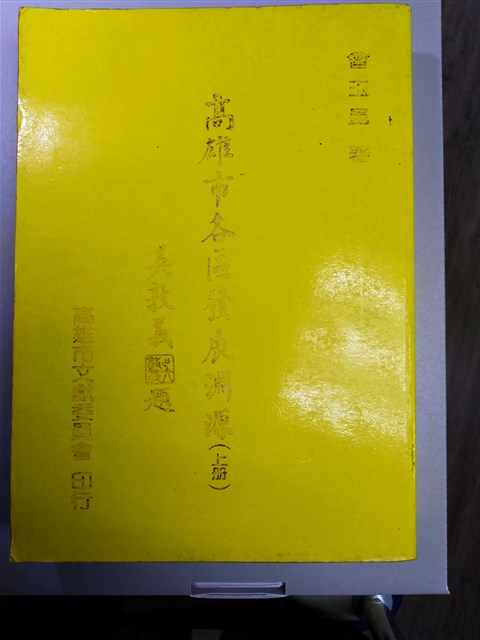 曾玉昆 著
高雄市各區發展淵源(上册)
吳敦義題
高雄市文獻委員會 印行